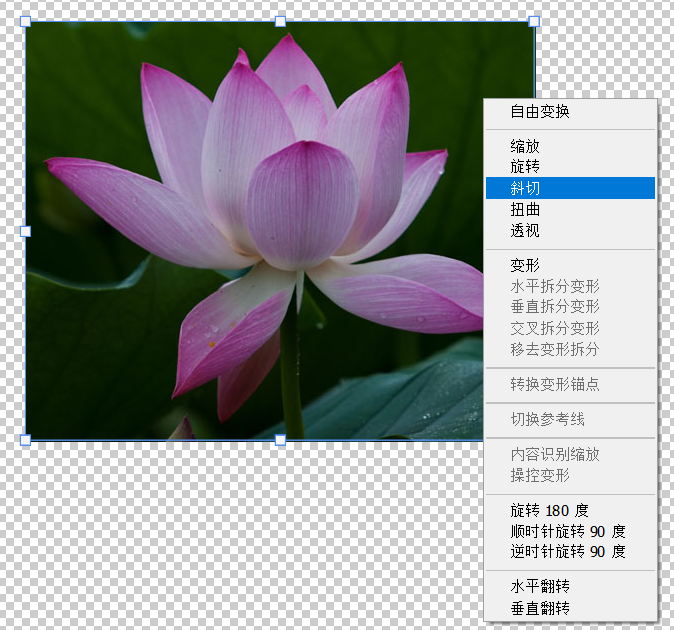 自由变换
缩放
旋转
斜切
扭曲
透视
变形
水平拆分变形
垂直拆分变形
交叉拆分变形
移去变形拆分
转换变形锚点
切换参考线
内容识别缩放
操控变形
旋转 180 度
顺时针旋转 90 度
逆时针旋转 90 度
水平翻转
垂直翻转